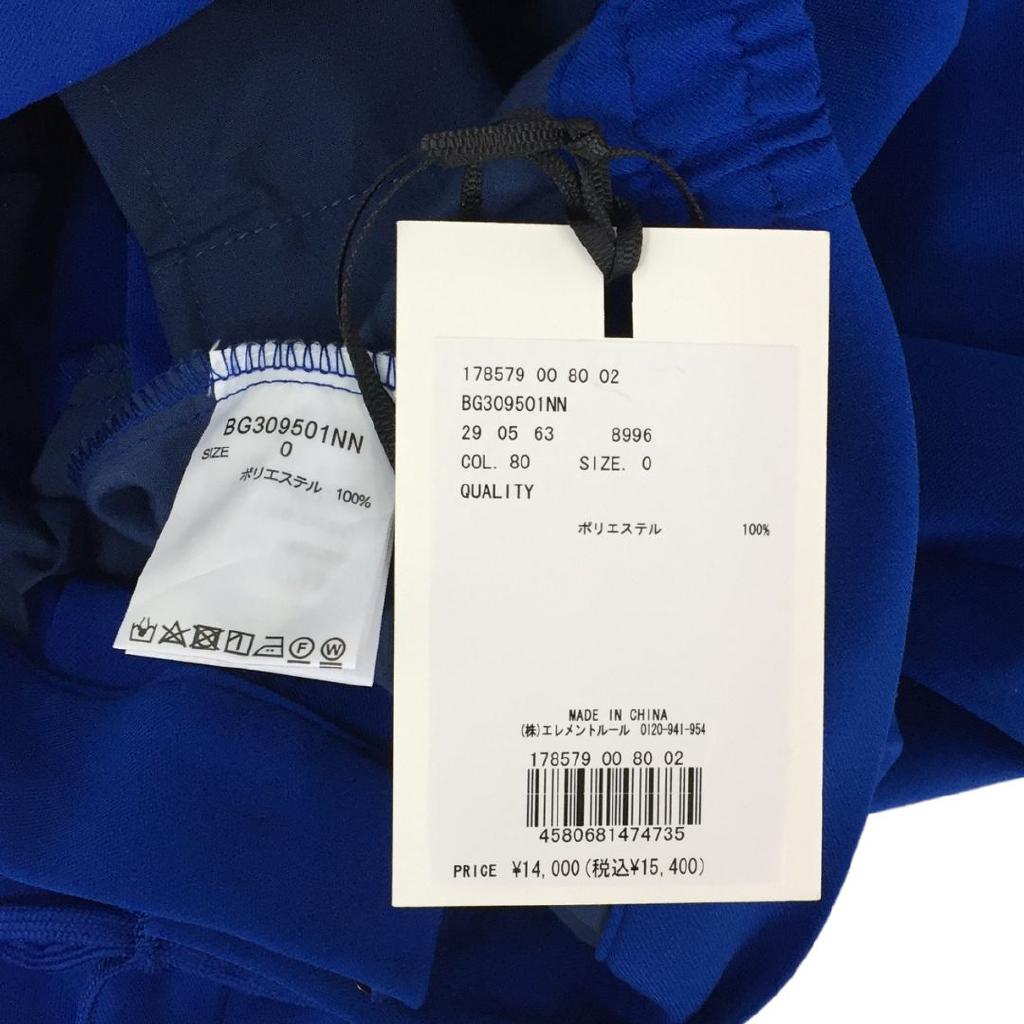 BG309501NN
SIZE 0
ポリエステル 100%
F W
178579 00 80 02
BG309501NN
29 05 63 8996
COL. 80 SIZE. 0
QUALITY
ポリエステル 100%
MADE IN CHINA
(株)エレメントルール 0120-941-954
178579 00 80 02
4580681474735
PRICE ¥14,000(税込¥15,400)